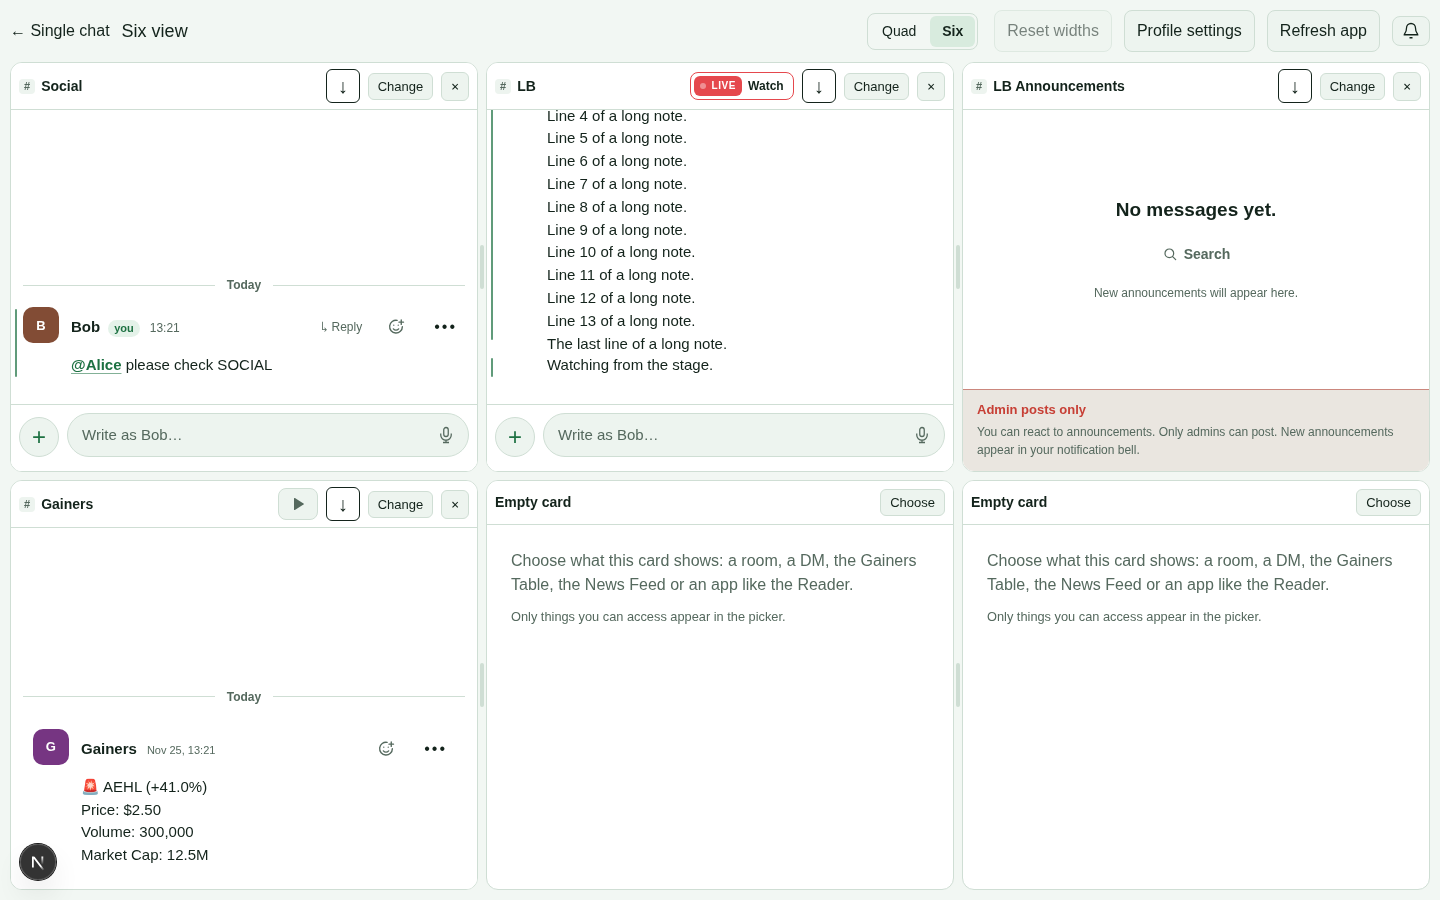 ← Single chat Six view Quad Six Reset widths Profile settings Refresh app
# Social ↓ Change ×
Today
B Bob you 13:21 ↳ Reply •••
@Alice please check SOCIAL
+ Write as Bob…
# LB LIVE Watch ↓ Change ×
Line 4 of a long note.
Line 5 of a long note.
Line 6 of a long note.
Line 7 of a long note.
Line 8 of a long note.
Line 9 of a long note.
Line 10 of a long note.
Line 11 of a long note.
Line 12 of a long note.
Line 13 of a long note.
The last line of a long note.
Watching from the stage.
+ Write as Bob…
# LB Announcements ↓ Change ×
No messages yet.
Search
New announcements will appear here.
Admin posts only
You can react to announcements. Only admins can post. New announcements
appear in your notification bell.
# Gainers ↓ Change ×
Today
G Gainers Nov 25, 13:21 •••
🚨 AEHL (+41.0%)
Price: $2.50
Volume: 300,000
Market Cap: 12.5M
N
Empty card Choose
Choose what this card shows: a room, a DM, the Gainers
Table, the News Feed or an app like the Reader.
Only things you can access appear in the picker.
Empty card Choose
Choose what this card shows: a room, a DM, the Gainers
Table, the News Feed or an app like the Reader.
Only things you can access appear in the picker.